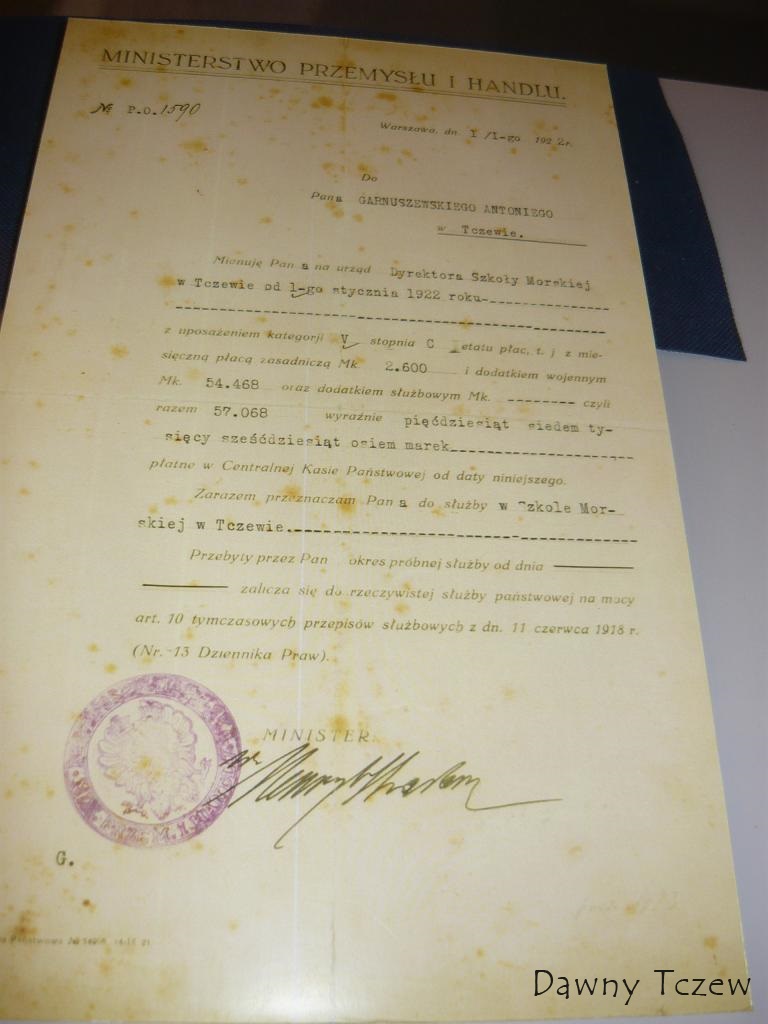 MINISTERSTWO PRZEMYSŁU I HANDLU.
№ P.O.1590
Warszawa, dn. I /I-go 1922r.
Do
Pana GARNUSZEWSKIEGO ANTONIEGO
w Tczewie.
Mianuję Pana na urząd Dyrektora Szkoły Morskiej
w Tczewie od 1-go stycznia 1922 roku
z uposażeniem kategorji V stopnia C etatu płac, t. j z mie-
sięczną płacą zasadniczą Mk. 2.600 i dodatkiem wojennym
Mk. 54.468 oraz dodatkiem służbowym Mk. -------- czyli
razem 57.068 wyraźnie pięćdziesiąt siedem ty-
sięcy sześćdziesiąt osiem marek
płatne w Centralnej Kasie Państwowej od daty niniejszego.
Zarazem przeznaczam Pana do służby w Szkole Mor-
skiej w Tczewie.
Przebyty przez Pan okres próbnej służby od dnia
zalicza się do rzeczywistej służby państwowej na mocy
art. 10 tymczasowych przepisów służbowych z dn. 11 czerwca 1918 r.
(Nr. 13 Dziennika Praw).
MINISTER:
G.
Państwowa
Dawny Tczew